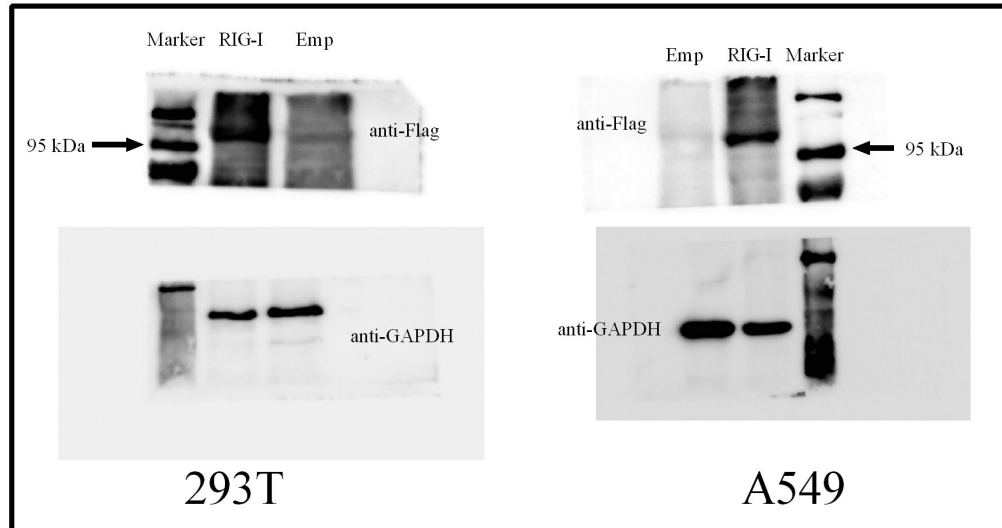 Marker RIG-I Emp
anti-Flag
95 kDa
anti-GAPDH
293T
Emp RIG-I Marker
anti-Flag
95 kDa
anti-GAPDH
A549